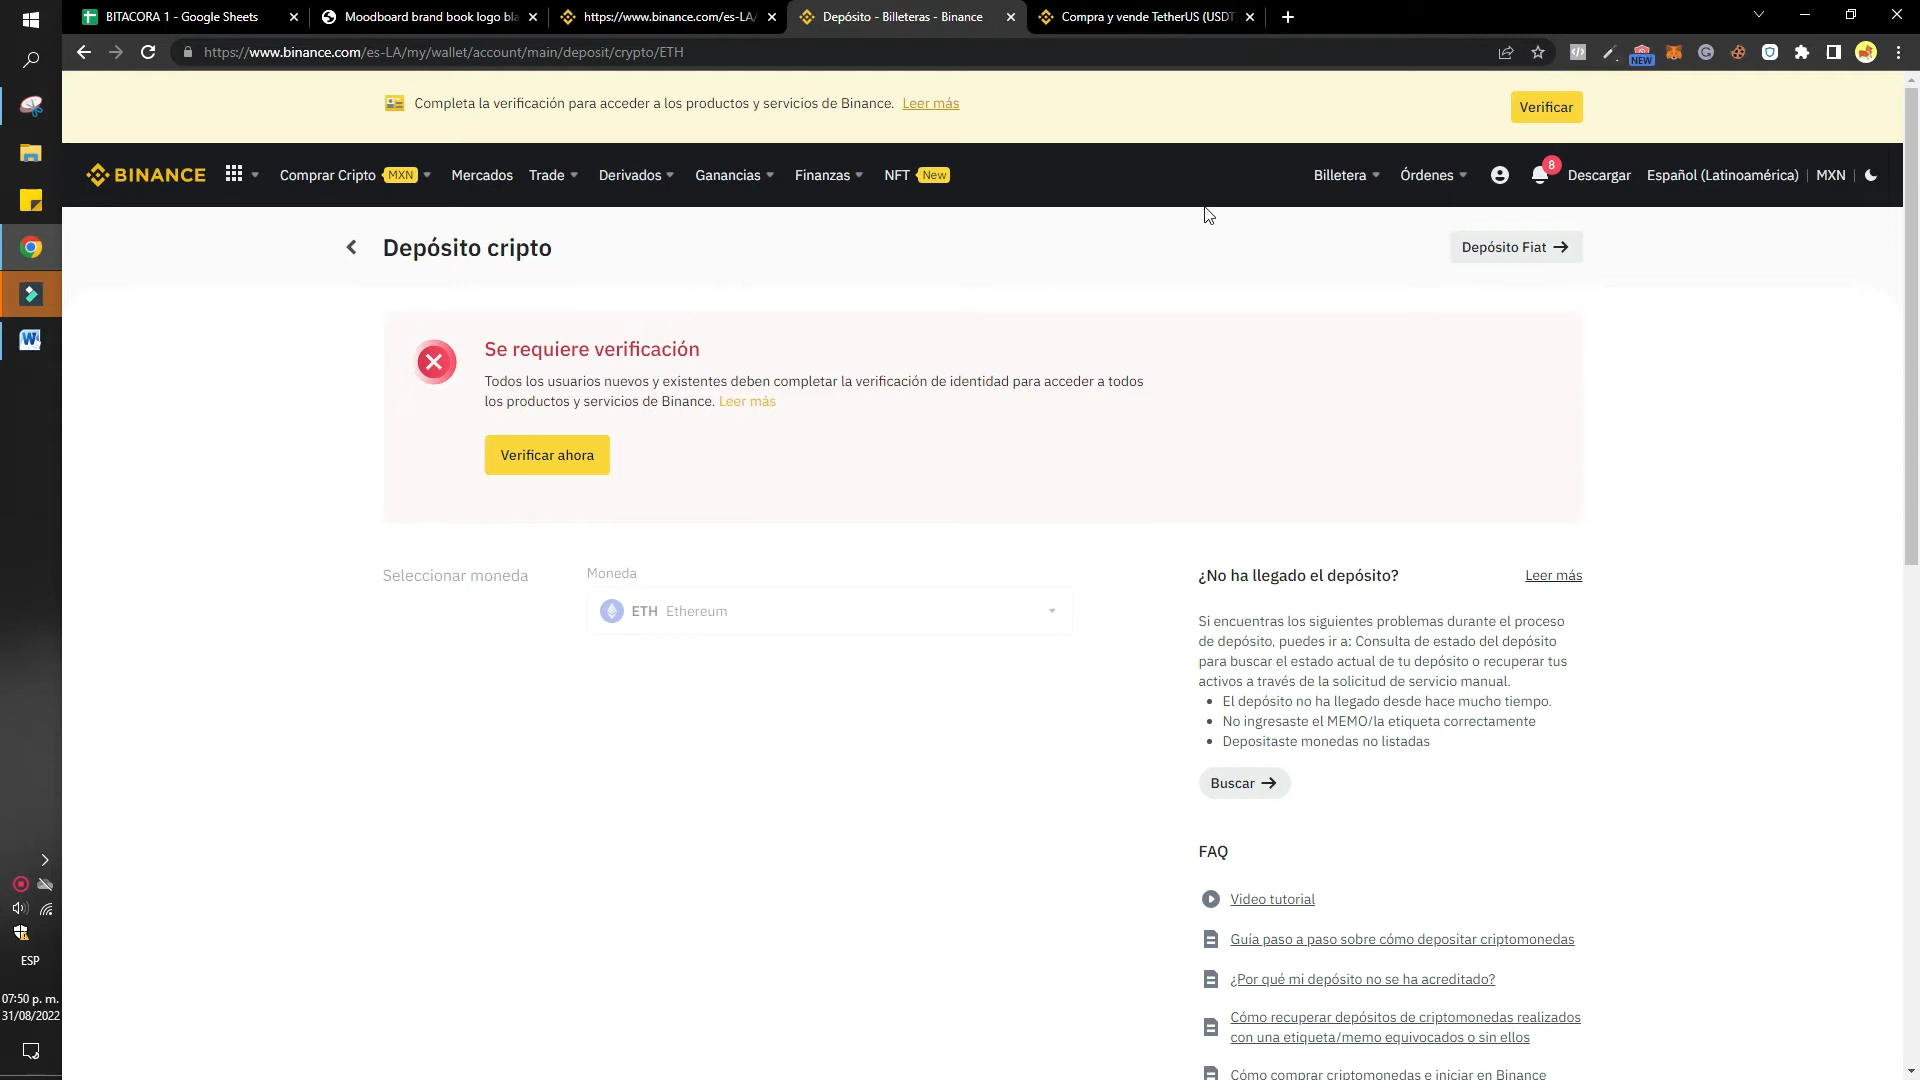 BITACORA 1 - Google Sheets
Moodboard brand book logo bla
https://www.binance.com/es-LA/
Depósito - Billeteras - Binance
Compra y vende TetherUS (USDT
https://www.binance.com/es-LA/my/wallet/account/main/deposit/crypto/ETH
NEW
Completa la verificación para acceder a los productos y servicios de Binance. Leer más
Verificar
BINANCE
Comprar Cripto MXN
Mercados
Trade
Derivados
Ganancias
Finanzas
NFT New
Billetera
Órdenes
8
Descargar
Español (Latinoamérica)
MXN
Depósito cripto
Depósito Fiat
Se requiere verificación
Todos los usuarios nuevos y existentes deben completar la verificación de identidad para acceder a todos
los productos y servicios de Binance. Leer más
Verificar ahora
Seleccionar moneda
Moneda
ETH Ethereum
¿No ha llegado el depósito?
Leer más
Si encuentras los siguientes problemas durante el proceso
de depósito, puedes ir a: Consulta de estado del depósito
para buscar el estado actual de tu depósito o recuperar tus
activos a través de la solicitud de servicio manual.
El depósito no ha llegado desde hace mucho tiempo.
No ingresaste el MEMO/la etiqueta correctamente
Depositaste monedas no listadas
Buscar
FAQ
Video tutorial
Guía paso a paso sobre cómo depositar criptomonedas
¿Por qué mi depósito no se ha acreditado?
Cómo recuperar depósitos de criptomonedas realizados
con una etiqueta/memo equivocados o sin ellos
Cómo comprar criptomonedas e iniciar en Binance
ESP
07:50 p. m.
31/08/2022